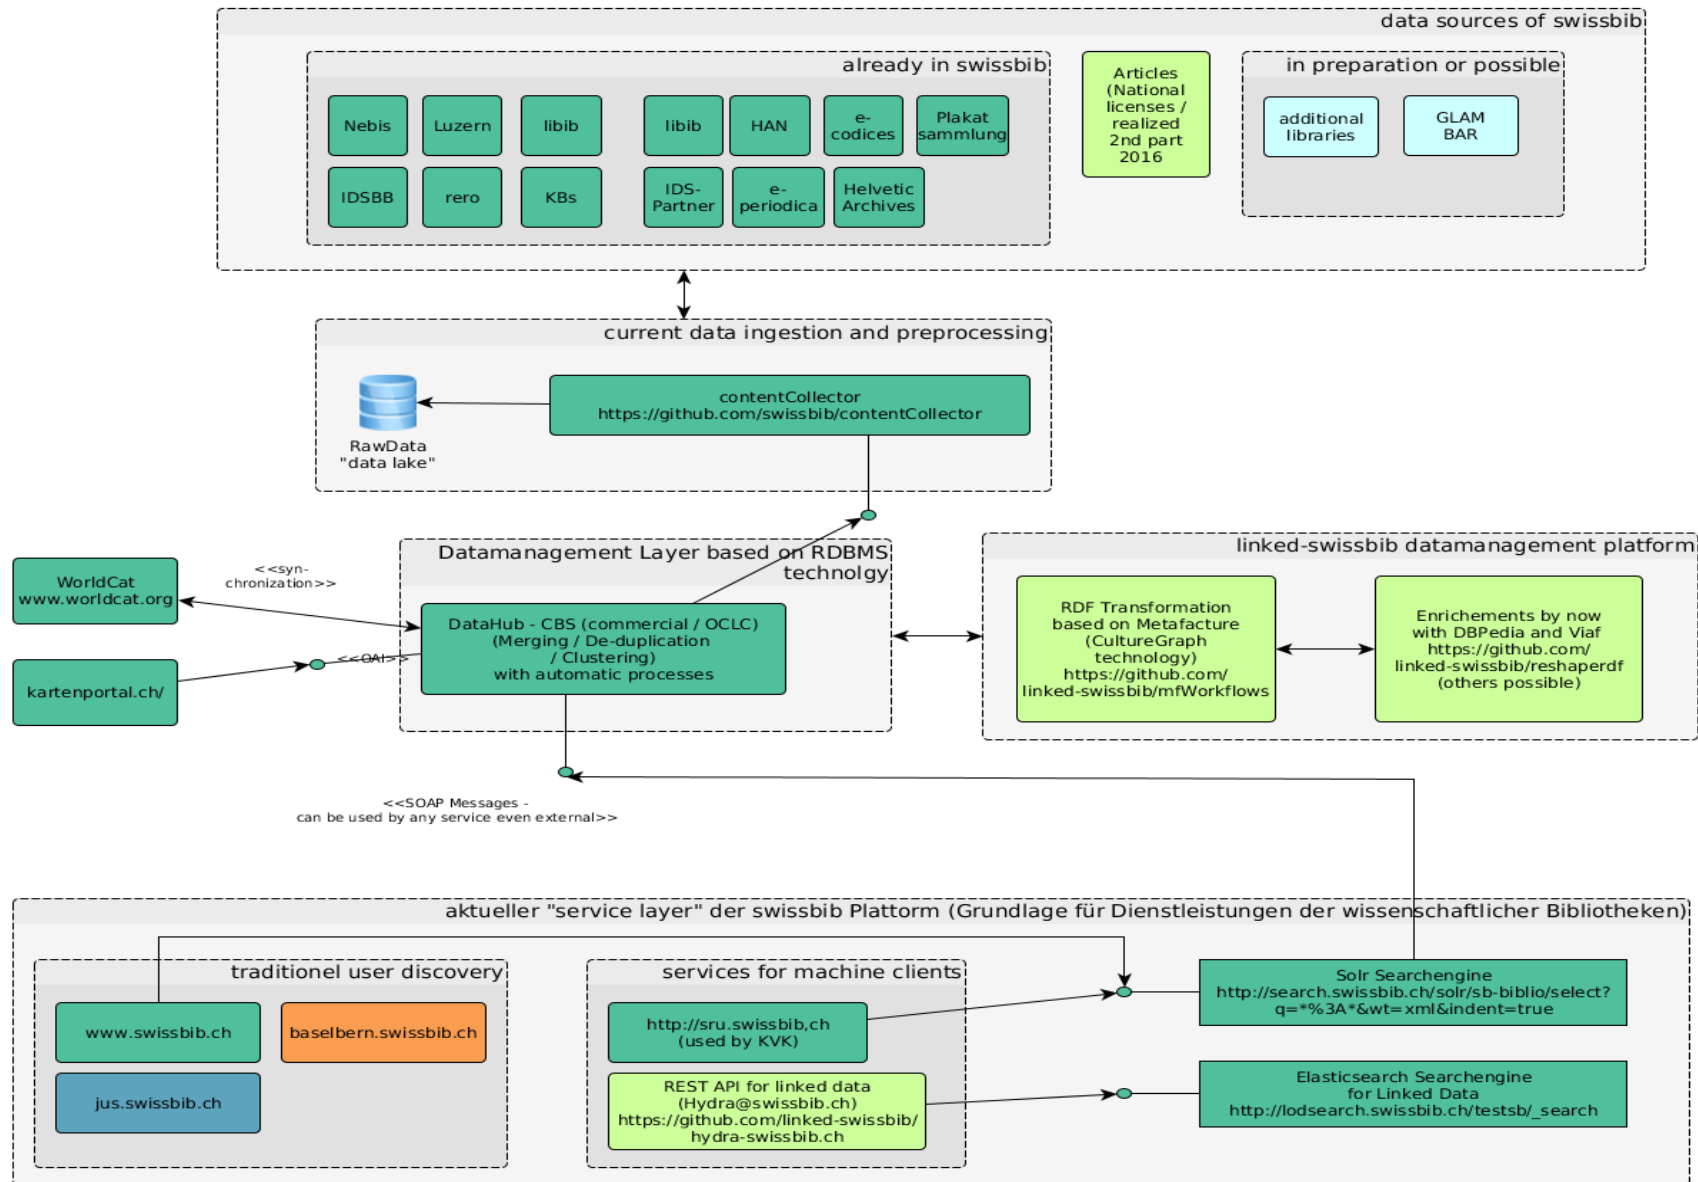 data sources of swissbib
already in swissbib
Nebis
Luzern
libib
libib
HAN
e-
codices
Plakat
sammlung
IDSBB
rero
KBs
IDS-
Partner
e-
periodica
Helvetic
Archives
Articles
(National
licenses /
realized
2nd part
2016
in preparation or possible
additional
libraries
GLAM
BAR
current data ingestion and preprocessing
RawData
"data lake"
contentCollector
https://github.com/swissbib/contentCollector
WorldCat
www.worldcat.org
<<syn-
chronization>>
kartenportal.ch/
<<OAI>>
Datamanagement Layer based on RDBMS
technolgy
DataHub - CBS (commercial / OCLC)
(Merging / De-duplication
/ Clustering)
with automatic processes
linked-swissbib datamanagement platform
RDF Transformation
based on Metafacture
(CultureGraph
technology)
https://github.com/
linked-swissbib/mfWorkflows
Enrichements by now
with DBPedia and Viaf
https://github.com/
linked-swissbib/reshaperdf
(others possible)
<<SOAP Messages -
can be used by any service even external>>
aktueller "service layer" der swissbib Plattorm (Grundlage für Dienstleistungen der wissenschaftlicher Bibliotheken)
traditionel user discovery
www.swissbib.ch
baselbern.swissbib.ch
jus.swissbib.ch
services for machine clients
http://sru.swissbib,ch
(used by KVK)
REST API for linked data
(Hydra@swissbib.ch)
https://github.com/linked-swissbib/
hydra-swissbib.ch
Solr Searchengine
http://search.swissbib.ch/solr/sb-biblio/select?
q=*%3A*&wt=xml&indent=true
Elasticsearch Searchengine
for Linked Data
http://lodsearch.swissbib.ch/testsb/_search